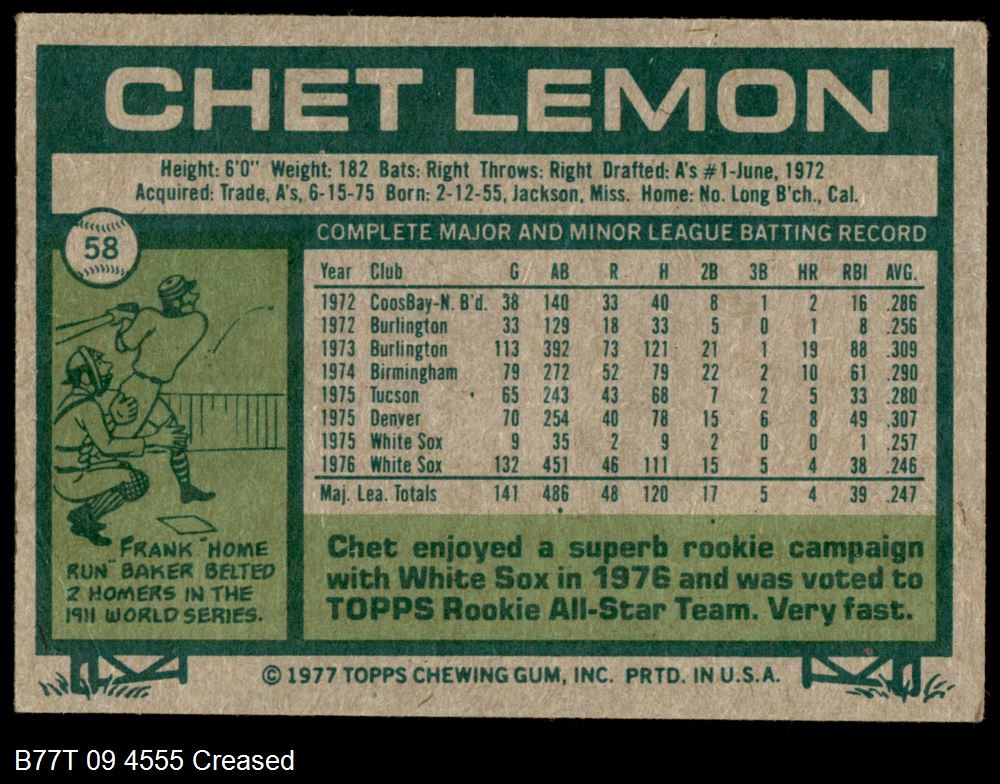 CHET LEMON
Height: 6'0" Weight: 182 Bats: Right Throws: Right Drafted: A's #1-June, 1972
Acquired: Trade, A's, 6-15-75 Born: 2-12-55, Jackson, Miss. Home: No. Long B'ch., Cal.
58
COMPLETE MAJOR AND MINOR LEAGUE BATTING RECORD
Year Club G AB R H 2B 3B HR RBI AVG.
1972 CoosBay-N. B'd. 38 140 33 40 8 1 2 16 .286
1972 Burlington 33 129 18 33 5 0 1 8 .256
1973 Burlington 113 392 73 121 21 1 19 88 .309
1974 Birmingham 79 272 52 79 22 2 10 61 .290
1975 Tucson 65 243 43 68 7 2 5 33 .280
1975 Denver 70 254 40 78 15 6 8 49 .307
1975 White Sox 9 35 2 9 2 0 0 1 .257
1976 White Sox 132 451 46 111 15 5 4 38 .246
Maj. Lea. Totals 141 486 48 120 17 5 4 39 .247
FRANK "HOME
RUN" BAKER BELTED
2 HOMERS IN THE
1911 WORLD SERIES.
Chet enjoyed a superb rookie campaign
with White Sox in 1976 and was voted to
TOPPS Rookie All-Star Team. Very fast.
© 1977 TOPPS CHEWING GUM, INC. PRTD. IN U.S.A.
B77T 09 4555 Creased